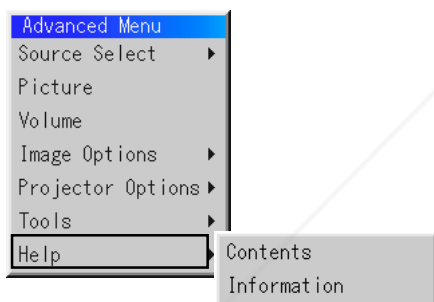 Advanced Menu
Source Select
Picture
Volume
Image Options
Projector Options
Tools
Help
Contents
Information